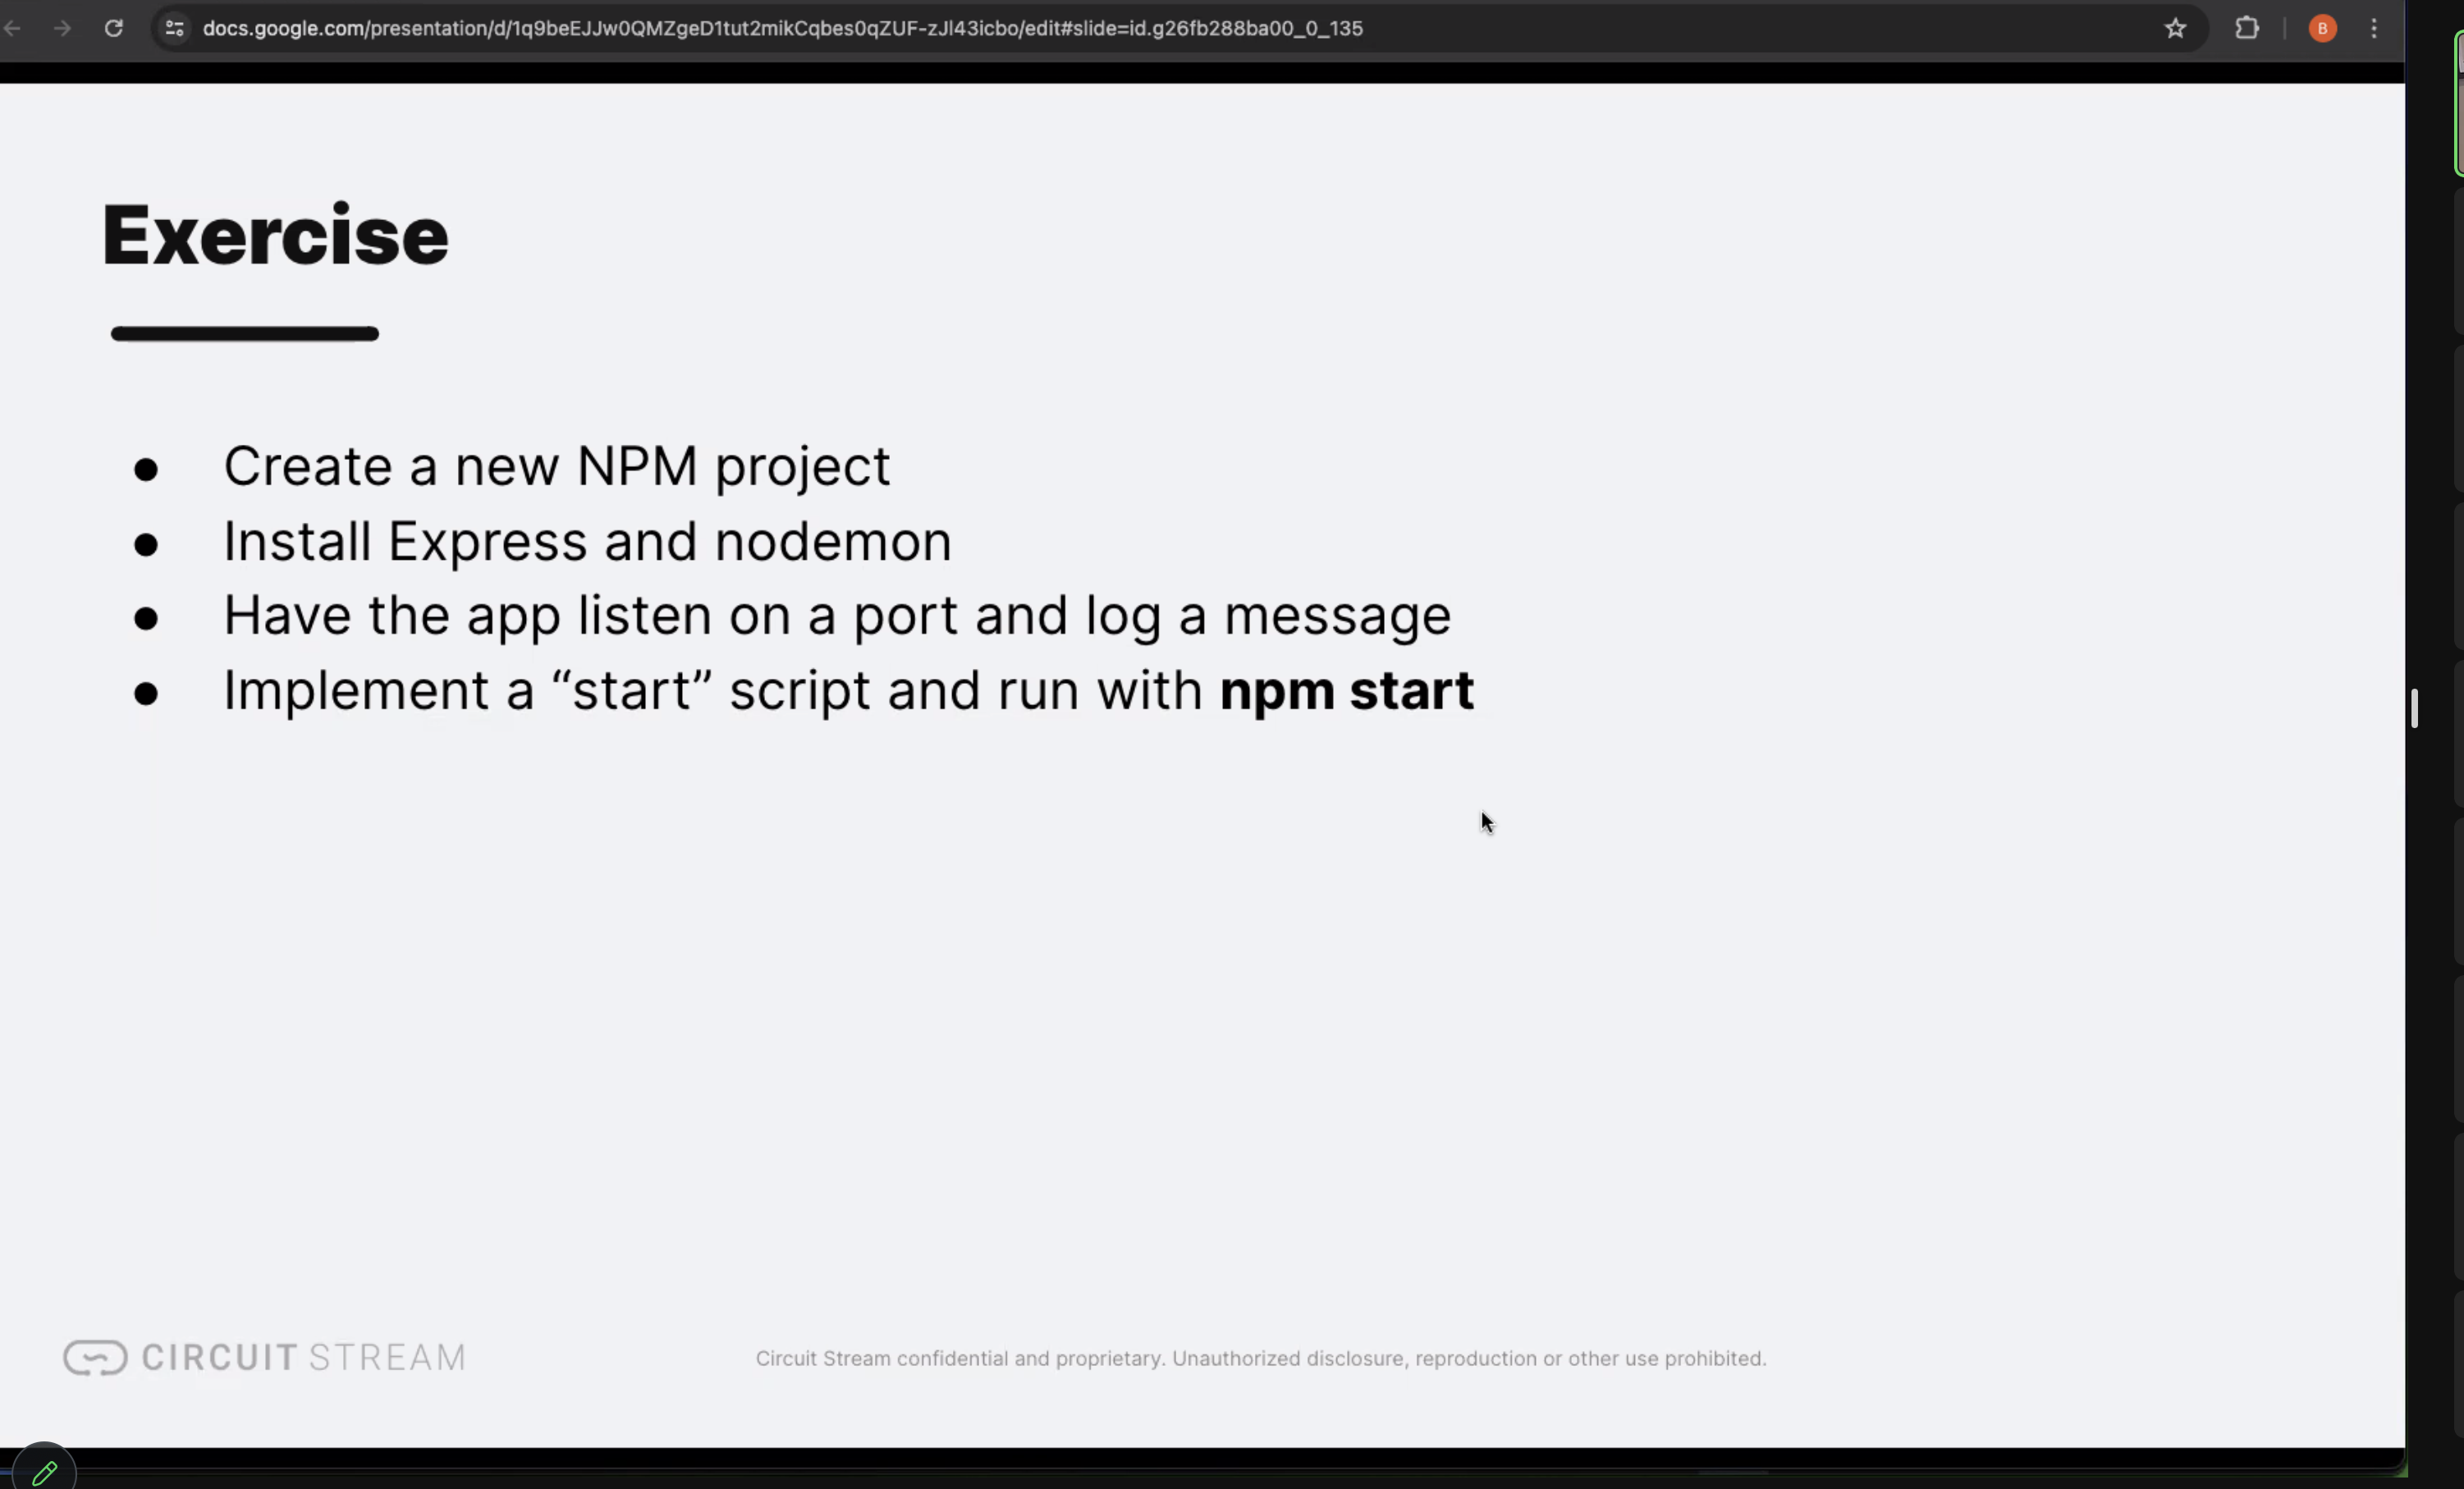 docs.google.com/presentation/d/1q9beEJJw0QMZgeD1tut2mikCqbes0qZUF-zJl43icbo/edit#slide=id.g26fb288ba00_0_135
B
Exercise
● Create a new NPM project
● Install Express and nodemon
● Have the app listen on a port and log a message
● Implement a “start” script and run with npm start
CIRCUIT STREAM
Circuit Stream confidential and proprietary. Unauthorized disclosure, reproduction or other use prohibited.